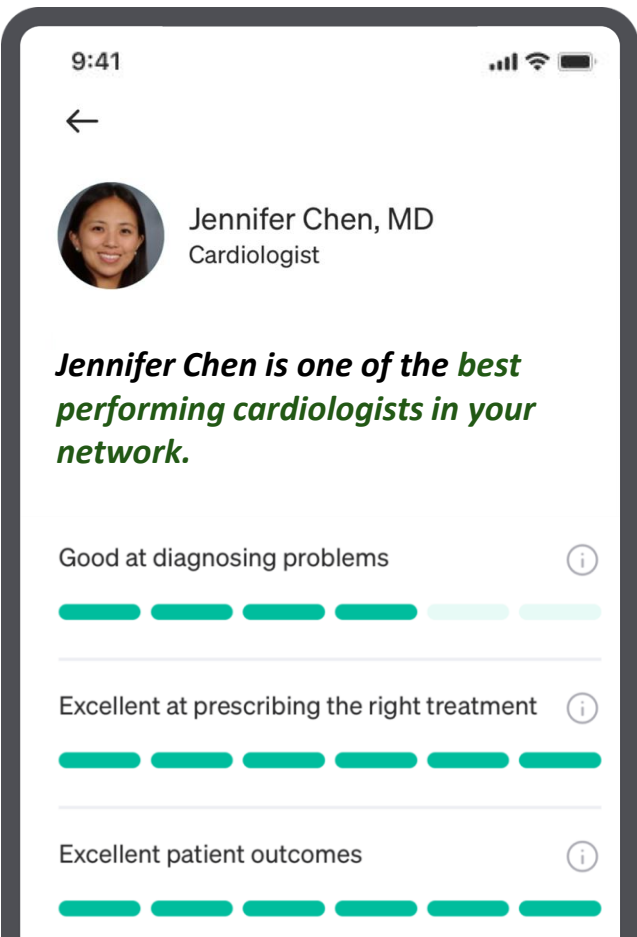 9:41
Jennifer Chen, MD
Cardiologist
Jennifer Chen is one of the best
performing cardiologists in your
network.
Good at diagnosing problems
i
Excellent at prescribing the right treatment
i
Excellent patient outcomes
i